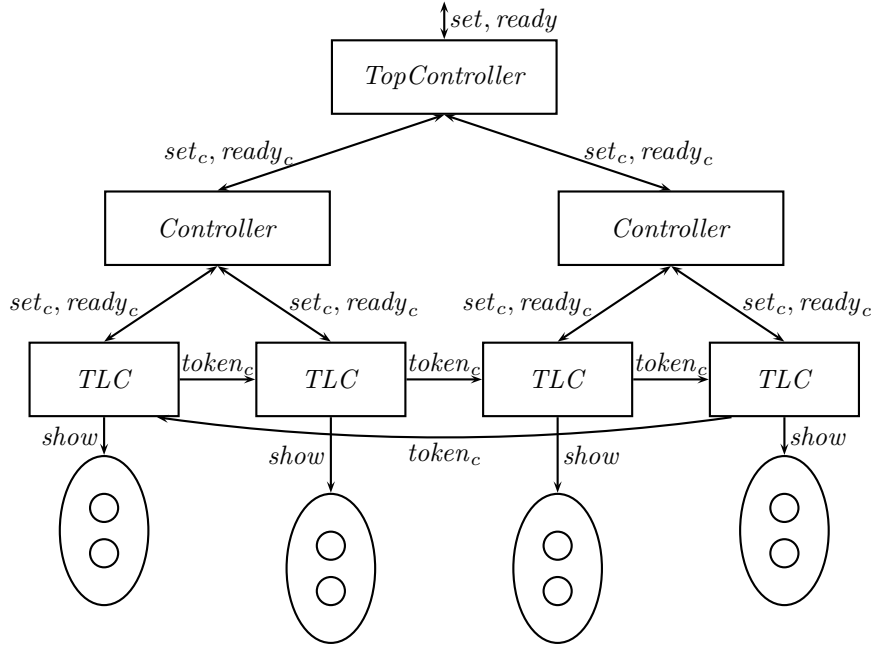 set, ready
TopController
set_c, ready_c
set_c, ready_c
Controller
Controller
set_c, ready_c
set_c, ready_c
set_c, ready_c
set_c, ready_c
TLC
token_c
TLC
token_c
TLC
token_c
TLC
show
show
token_c
show
show